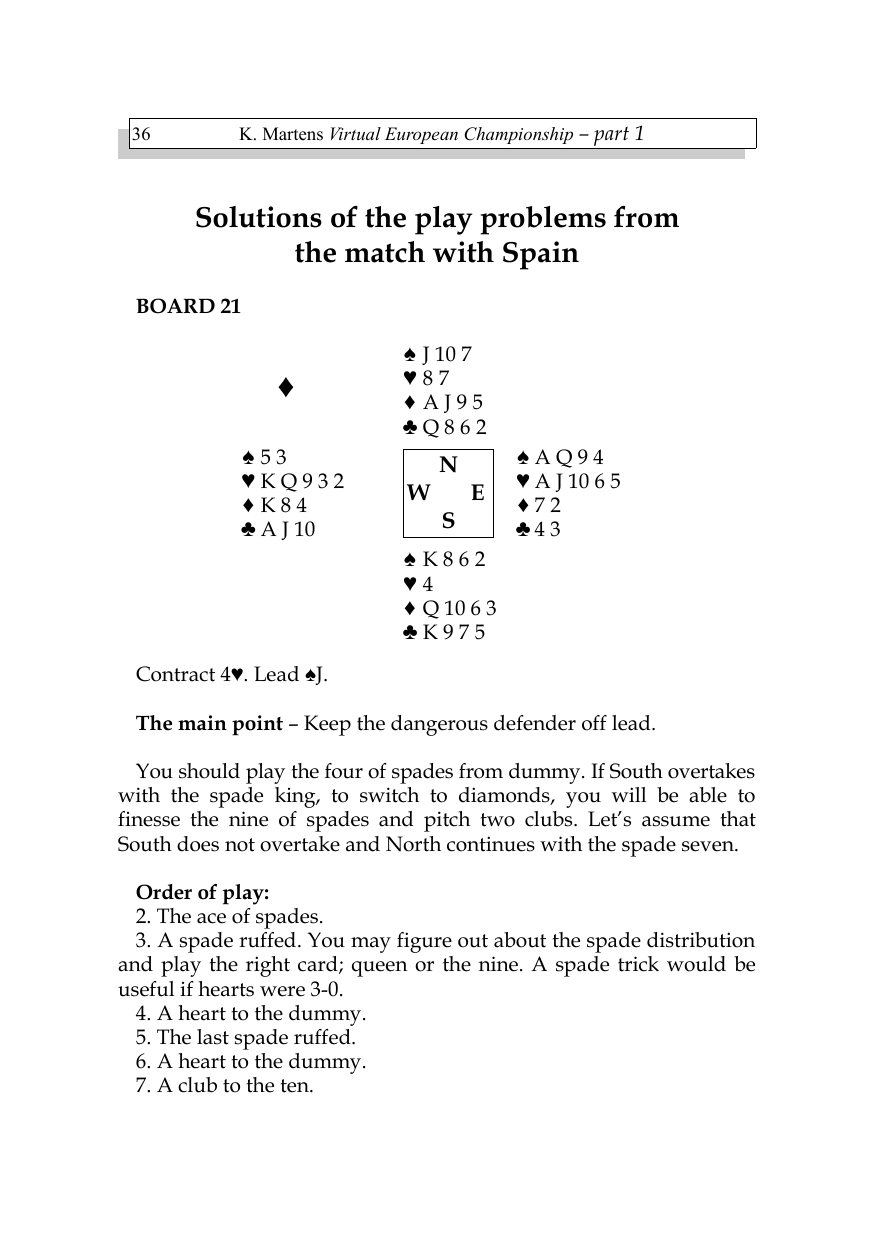 36 K. Martens Virtual European Championship – part 1
Solutions of the play problems from
the match with Spain
BOARD 21
♠ J 10 7
♥ 8 7
♦ A J 9 5
♣ Q 8 6 2
♦
♠ 5 3
♥ K Q 9 3 2
♦ K 8 4
♣ A J 10
N
W E
S
♠ A Q 9 4
♥ A J 10 6 5
♦ 7 2
♣ 4 3
♠ K 8 6 2
♥ 4
♦ Q 10 6 3
♣ K 9 7 5
Contract 4♥. Lead ♠J.
The main point – Keep the dangerous defender off lead.
You should play the four of spades from dummy. If South overtakes
with the spade king, to switch to diamonds, you will be able to
finesse the nine of spades and pitch two clubs. Let’s assume that
South does not overtake and North continues with the spade seven.
Order of play:
2. The ace of spades.
3. A spade ruffed. You may figure out about the spade distribution
and play the right card; queen or the nine. A spade trick would be
useful if hearts were 3-0.
4. A heart to the dummy.
5. The last spade ruffed.
6. A heart to the dummy.
7. A club to the ten.